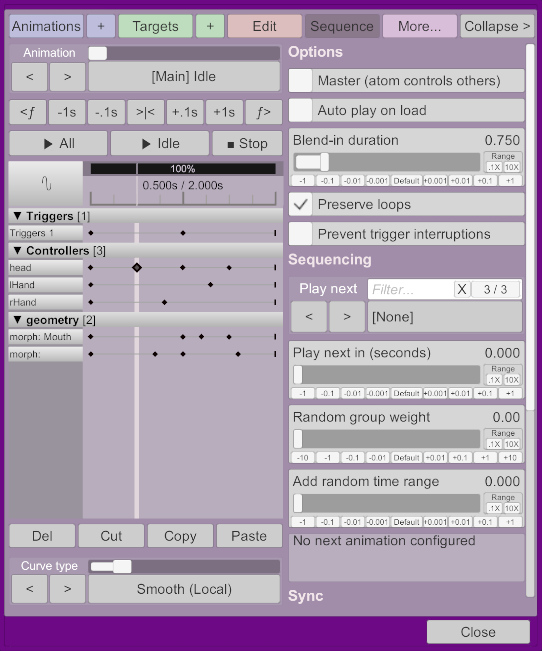 Animations + Targets + Edit Sequence More... Collapse >
Animation
< > [Main] Idle
<ƒ -1s -.1s >|< +.1s +1s ƒ>
▶ All ▶ Idle ■ Stop
100%
0.500s / 2.000s
▼ Triggers [1]
Triggers 1
▼ Controllers [3]
head
lHand
rHand
▼ geometry [2]
morph: Mouth
morph:
Del Cut Copy Paste
Curve type
< > Smooth (Local)
Options
Master (atom controls others)
Auto play on load
Blend-in duration 0.750
Range
.1X 10X
-1 -0.1 -0.01 -0.001 Default +0.001 +0.01 +0.1 +1
Preserve loops
Prevent trigger interruptions
Sequencing
Play next Filter... X 3 / 3
< > [None]
Play next in (seconds) 0.000
Range
.1X 10X
-1 -0.1 -0.01 -0.001 Default +0.001 +0.01 +0.1 +1
Random group weight 0.00
Range
.1X 10X
-10 -1 -0.1 -0.01 Default +0.01 +0.1 +1 +10
Add random time range 0.000
Range
.1X 10X
-1 -0.1 -0.01 -0.001 Default +0.001 +0.01 +0.1 +1
No next animation configured
Sync
Close